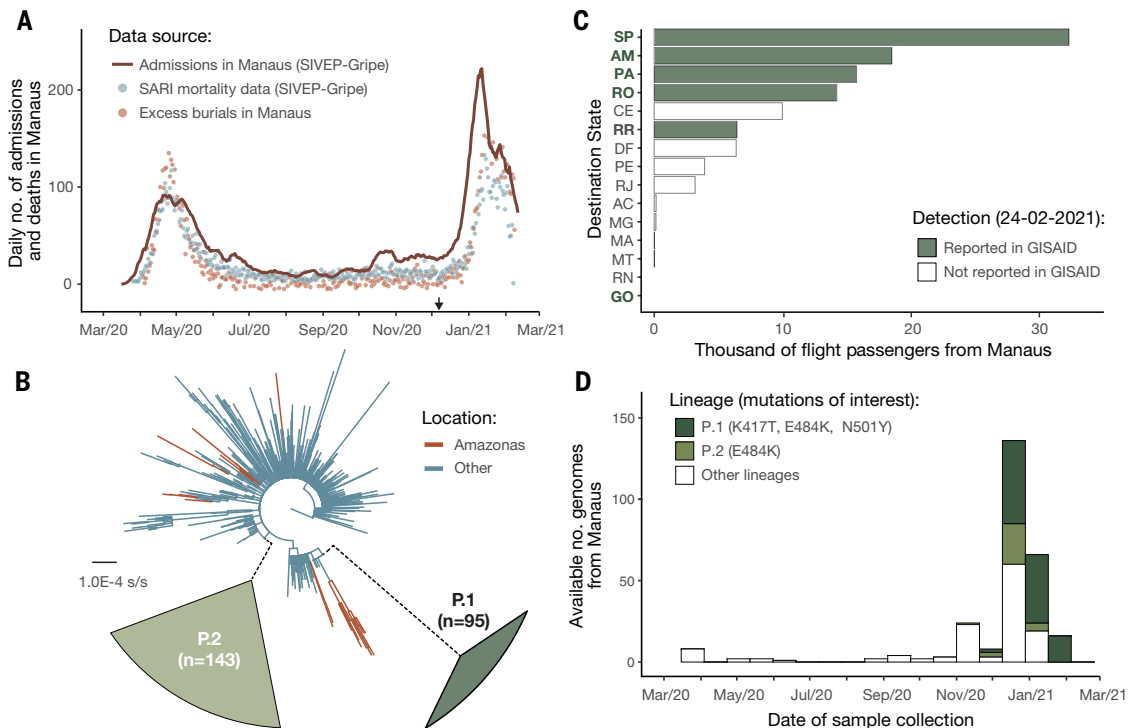 A
Data source:
Admissions in Manaus (SIVEP-Gripe)
SARI mortality data (SIVEP-Gripe)
Excess burials in Manaus
Daily no. of admissions
and deaths in Manaus
200
100
0
Mar/20
May/20
Jul/20
Sep/20
Nov/20
Jan/21
Mar/21
B
Location:
Amazonas
Other
1.0E-4 s/s
P.2
(n=143)
P.1
(n=95)
C
Destination State
SP
AM
PA
RO
CE
RR
DF
PE
RJ
AC
MG
MA
MT
RN
GO
Detection (24-02-2021):
Reported in GISAID
Not reported in GISAID
0
10
20
30
Thousand of flight passengers from Manaus
D
Lineage (mutations of interest):
P.1 (K417T, E484K, N501Y)
P.2 (E484K)
Other lineages
Available no. genomes
from Manaus
150
100
50
0
Mar/20
May/20
Jul/20
Sep/20
Nov/20
Jan/21
Mar/21
Date of sample collection